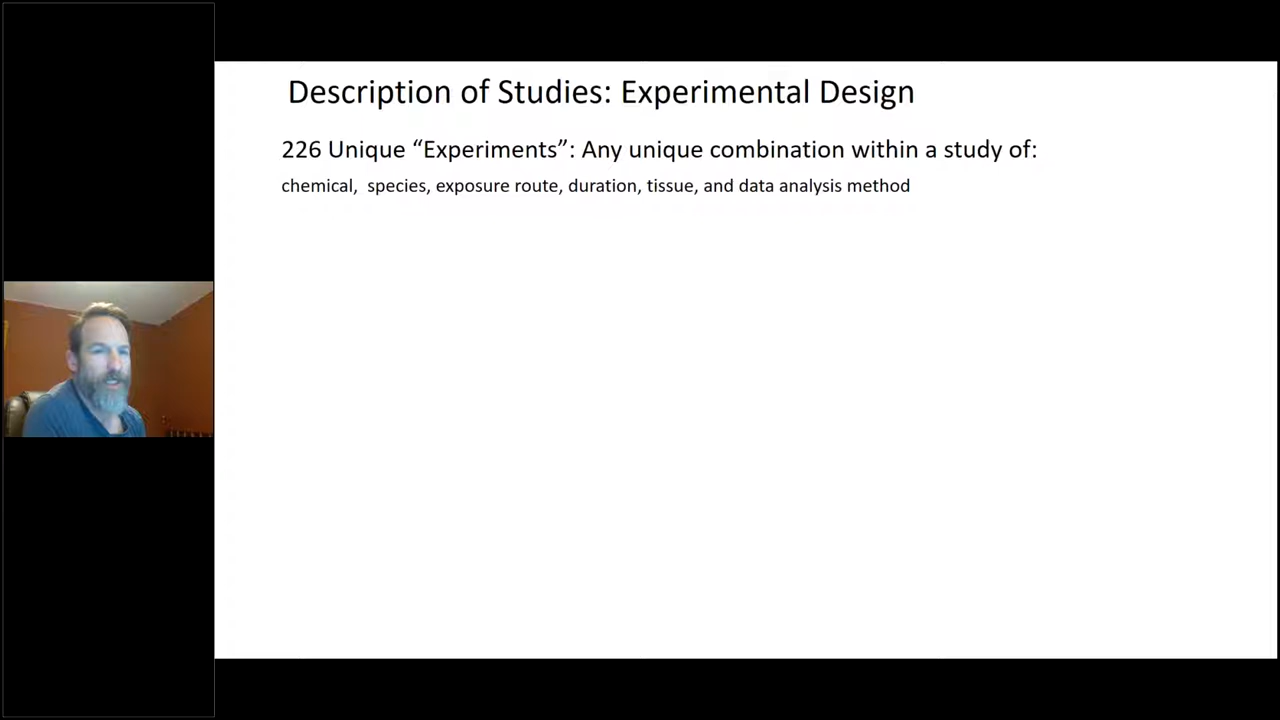 Description of Studies: Experimental Design
226 Unique “Experiments”: Any unique combination within a study of:
chemical,  species, exposure route, duration, tissue, and data analysis method